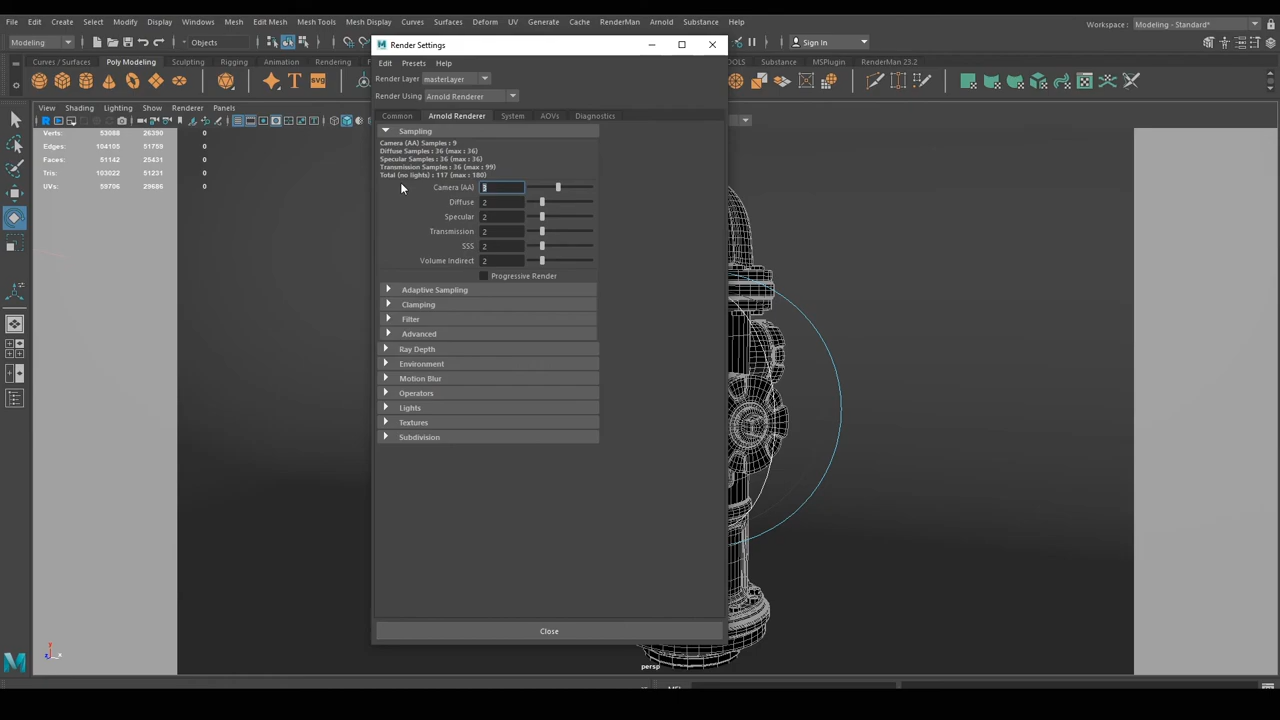 File Edit Create Select Modify Display Windows Mesh Edit Mesh Mesh Tools Mesh Display Curves Surfaces Deform UV Generate Cache RenderMan Arnold Substance Help
Workspace : Modeling - Standard*
Modeling Objects Sign In
Curves / Surfaces Poly Modeling Sculpting Rigging Animation Rendering Substance MSPlugin RenderMan 23.2
svg
View Shading Lighting Show Renderer Panels
Verts: 53088 26390 0
Edges: 104105 51791 0
Faces: 51142 25431 0
Tris: 103022 51231 0
UVs: 59706 29686 0
Render Settings
Edit Presets Help
Render Layer masterLayer
Render Using Arnold Renderer
Common Arnold Renderer System AOVs Diagnostics
Sampling
Camera (AA) Samples : 9
Diffuse Samples : 36 (max : 36)
Specular Samples : 36 (max : 36)
Transmission Samples : 36 (max : 99)
Total (no lights) : 117 (max : 180)
Camera (AA) 3
Diffuse 2
Specular 2
Transmission 2
SSS 2
Volume Indirect 2
Progressive Render
Adaptive Sampling
Clamping
Filter
Advanced
Ray Depth
Environment
Motion Blur
Operators
Lights
Textures
Subdivision
Close
persp